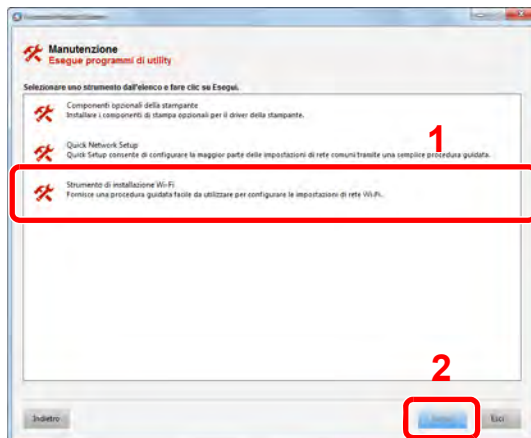 Manutenzione
Esegue programmi di utility
Selezionare uno strumento dall'elenco e fare clic su Esegui.
Componenti opzionali della stampante
Installare i componenti di stampa opzionali per il driver della stampante.
1
Quick Network Setup
Quick Setup consente di configurare la maggior parte delle impostazioni di rete comuni tramite una semplice procedura guidata.
Strumento di installazione Wi-Fi
Fornisce una procedura guidata facile da utilizzare per configurare le impostazioni di rete Wi-Fi.
2
Indietro
Esci